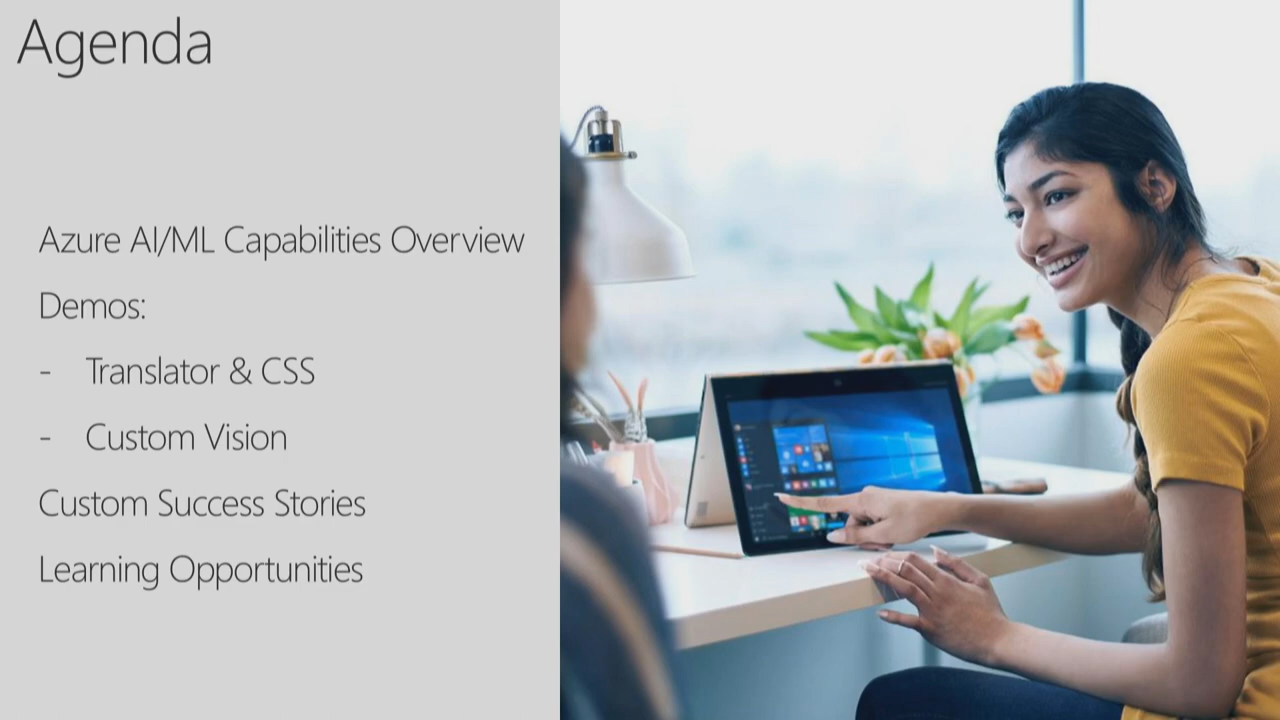 Agenda
Azure AI/ML Capabilities Overview
Demos:
- Translator & CSS
- Custom Vision
Custom Success Stories
Learning Opportunities